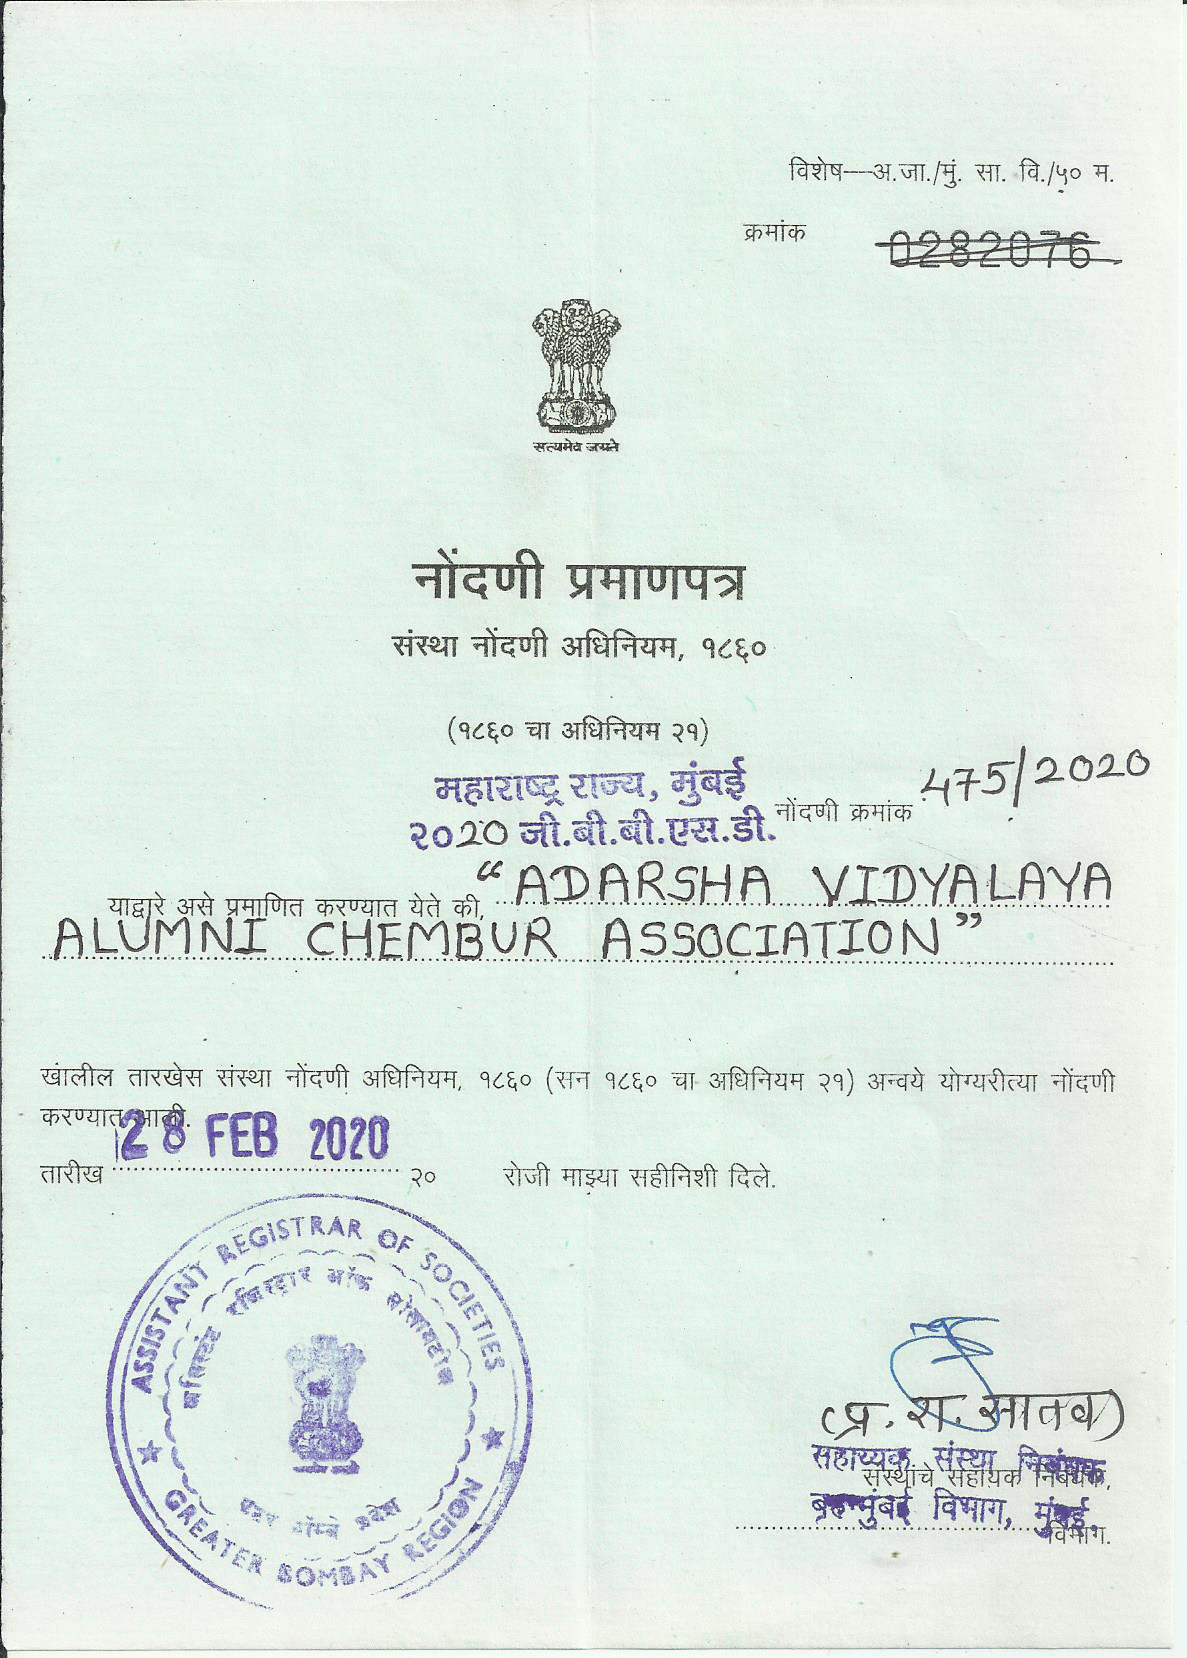 विशेष—अ.जा./मुं. सा. वि./५० म.
क्रमांक 0282076
सत्यमेव जयते
नोंदणी प्रमाणपत्र
संस्था नोंदणी अधिनियम, १८६०
(१८६० चा अधिनियम २१)
महाराष्ट्र राज्य, मुंबई
२०20 जी.बी.बी.एस.डी. नोंदणी क्रमांक 475/2020
याद्वारे असे प्रमाणित करण्यात येते की, “ADARSHA VIDYALAYA
ALUMNI CHEMBUR ASSOCIATION”
खालील तारखेस संस्था नोंदणी अधिनियम, १८६० (सन १८६० चा अधिनियम २१) अन्वये योग्यरीत्या नोंदणी
करण्यात आली.
28 FEB 2020
तारीख २० रोजी माझ्या सहीनिशी दिले.
ASSISTANT REGISTRAR OF SOCIETIES
GREATER BOMBAY REGION
(प्र. रा. सातव)
सहाय्यक संस्था निबंधक
संस्थांचे सहायक निबंधक,
बृहन्मुंबई विभाग, मुंबई.
विभाग.